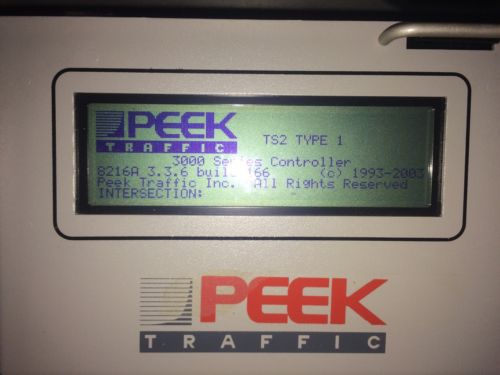 PEEK
TRAFFIC
TS2 TYPE 1
3000 Series Controller
8216A 3.3.6 build 166 (c) 1993-2003
Peek Traffic Inc. All Rights Reserved
INTERSECTION:
PEEK
TRAFFIC